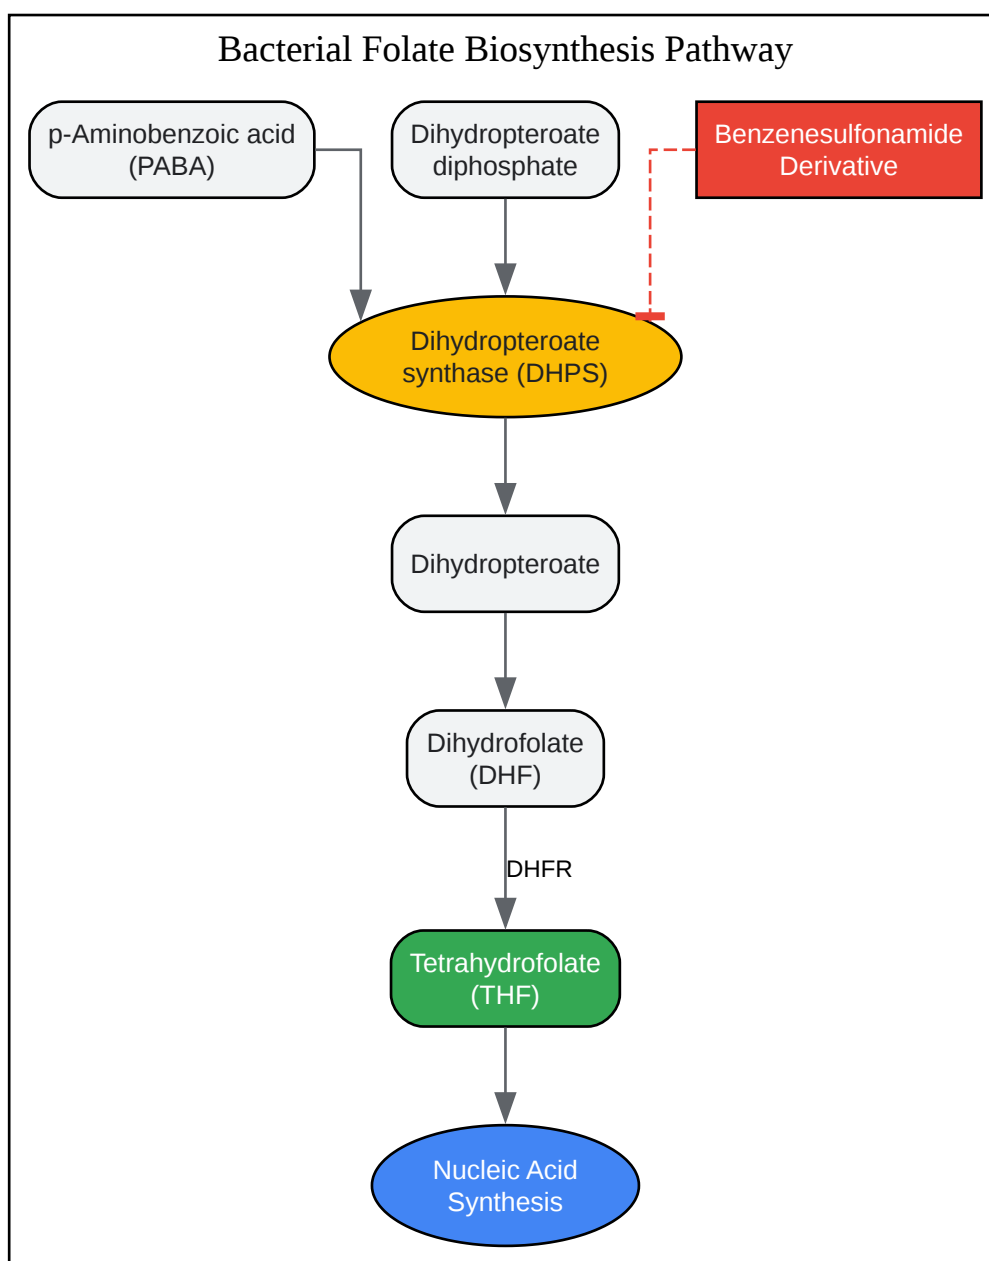 Bacterial Folate Biosynthesis Pathway
p-Aminobenzoic acid
(PABA)
Dihydropteroate
diphosphate
Benzenesulfonamide
Derivative
Dihydropteroate
synthase (DHPS)
Dihydropteroate
Dihydrofolate
(DHF)
DHFR
Tetrahydrofolate
(THF)
Nucleic Acid
Synthesis